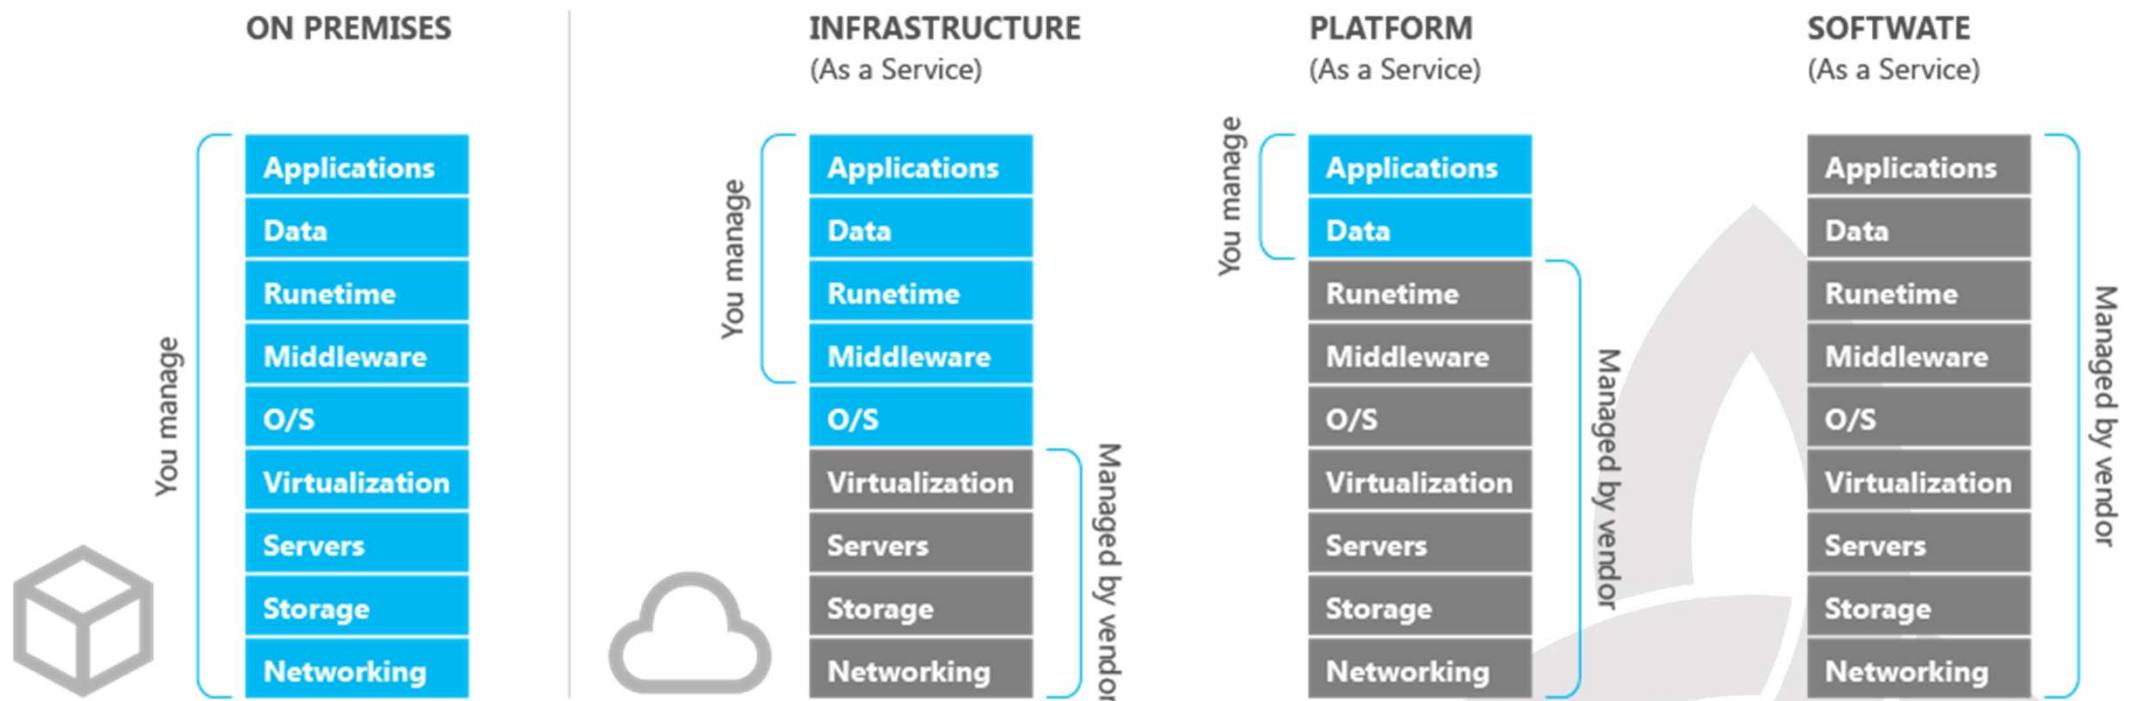 ON PREMISES
You manage
Applications
Data
Runetime
Middleware
O/S
Virtualization
Servers
Storage
Networking
INFRASTRUCTURE
(As a Service)
You manage
Applications
Data
Runetime
Middleware
O/S
Virtualization
Servers
Storage
Networking
Managed by vendor
PLATFORM
(As a Service)
You manage
Applications
Data
Runetime
Middleware
O/S
Virtualization
Servers
Storage
Networking
Managed by vendor
SOFTWATE
(As a Service)
Applications
Data
Runetime
Middleware
O/S
Virtualization
Servers
Storage
Networking
Managed by vendor